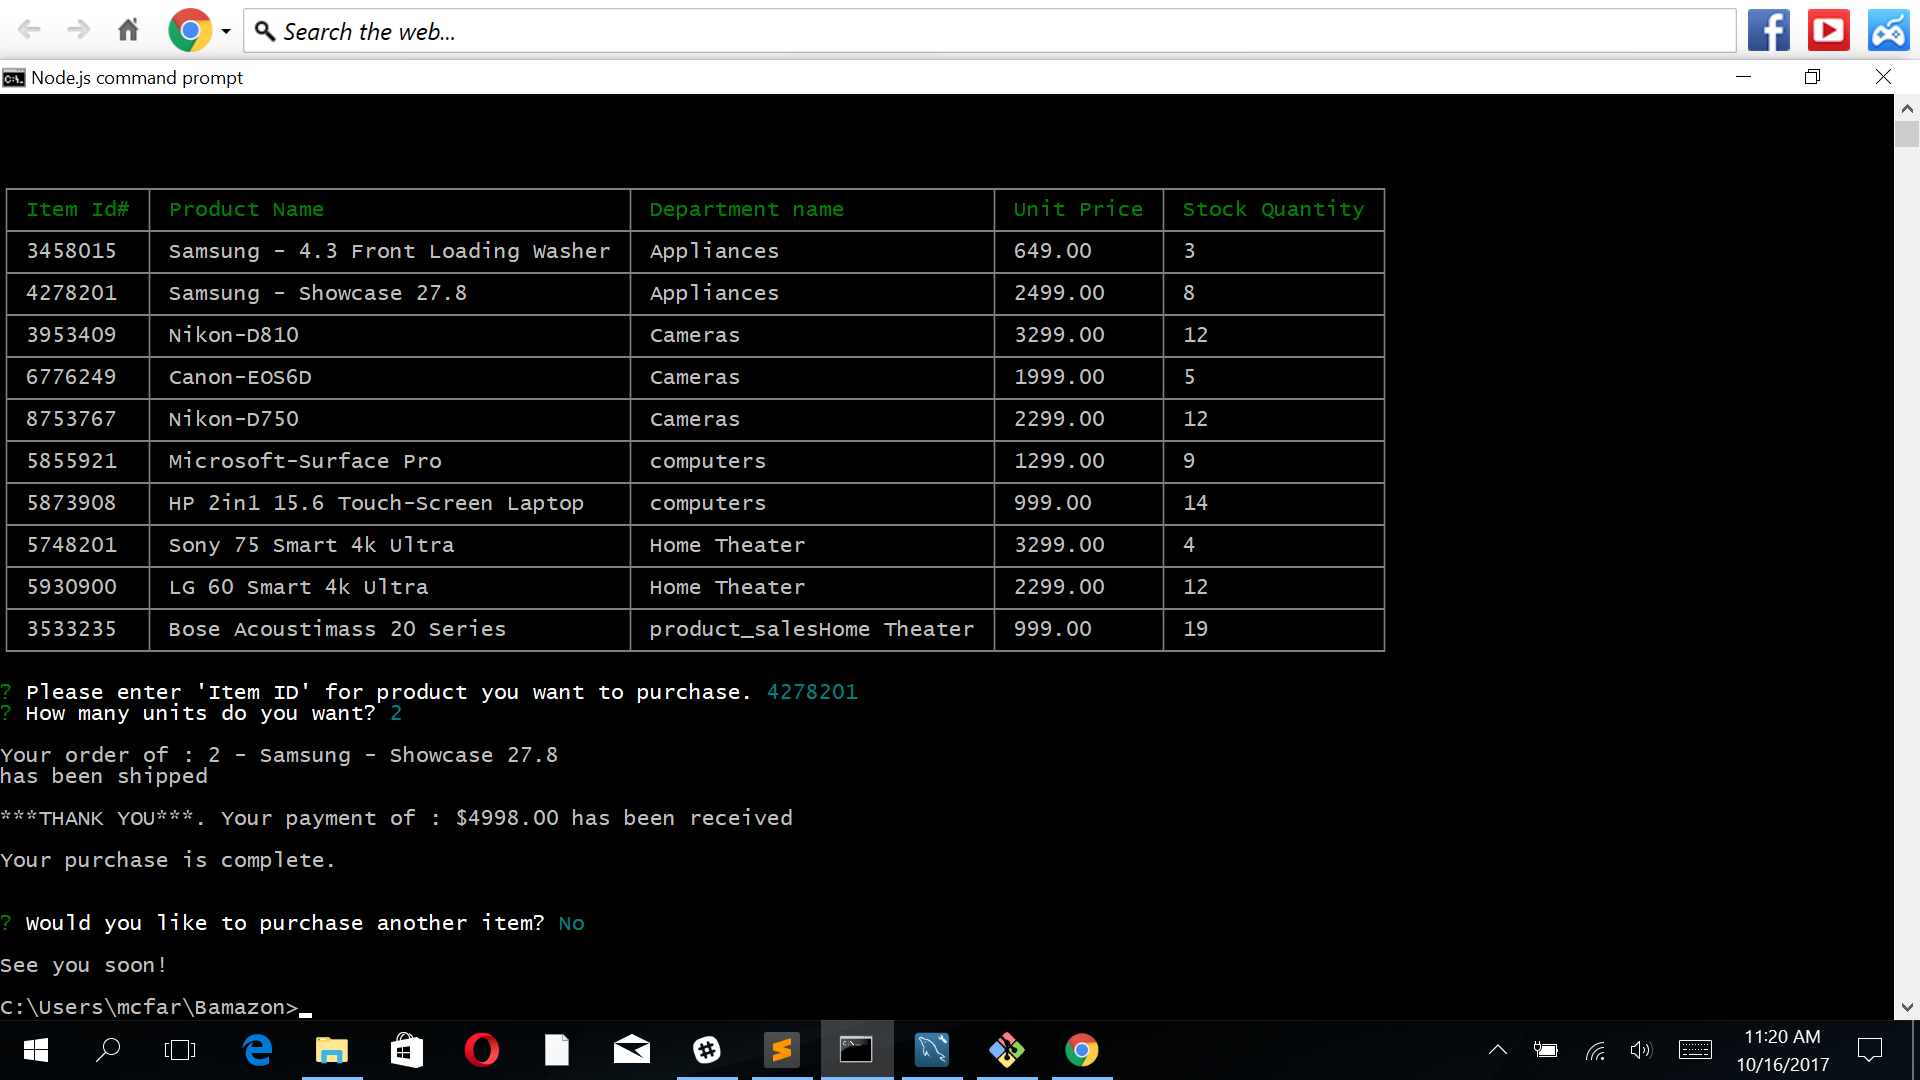 Search the web...
Node.js command prompt
Item Id# Product Name Department name Unit Price Stock Quantity
3458015 Samsung - 4.3 Front Loading Washer Appliances 649.00 3
4278201 Samsung - Showcase 27.8 Appliances 2499.00 8
3953409 Nikon-D810 Cameras 3299.00 12
6776249 Canon-EOS6D Cameras 1999.00 5
8753767 Nikon-D750 Cameras 2299.00 12
5855921 Microsoft-Surface Pro computers 1299.00 9
5873908 HP 2in1 15.6 Touch-Screen Laptop computers 999.00 14
5748201 Sony 75 Smart 4k Ultra Home Theater 3299.00 4
5930900 LG 60 Smart 4k Ultra Home Theater 2299.00 12
3533235 Bose Acoustimass 20 Series product_salesHome Theater 999.00 19
? Please enter 'Item ID' for product you want to purchase. 4278201
? How many units do you want? 2
Your order of : 2 - Samsung - Showcase 27.8
has been shipped
***THANK YOU***. Your payment of : $4998.00 has been received
Your purchase is complete.
? Would you like to purchase another item? No
See you soon!
C:\Users\mcfar\Bamazon>
11:20 AM
10/16/2017